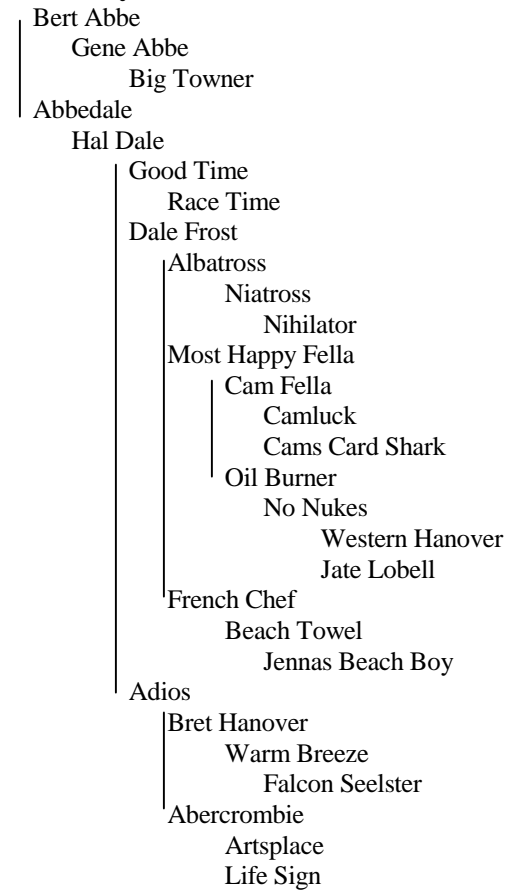 Bert Abbe
Gene Abbe
Big Towner
Abbedale
Hal Dale
Good Time
Race Time
Dale Frost
Albatross
Niatross
Nihilator
Most Happy Fella
Cam Fella
Camluck
Cams Card Shark
Oil Burner
No Nukes
Western Hanover
Jate Lobell
French Chef
Beach Towel
Jennas Beach Boy
Adios
Bret Hanover
Warm Breeze
Falcon Seelster
Abercrombie
Artsplace
Life Sign